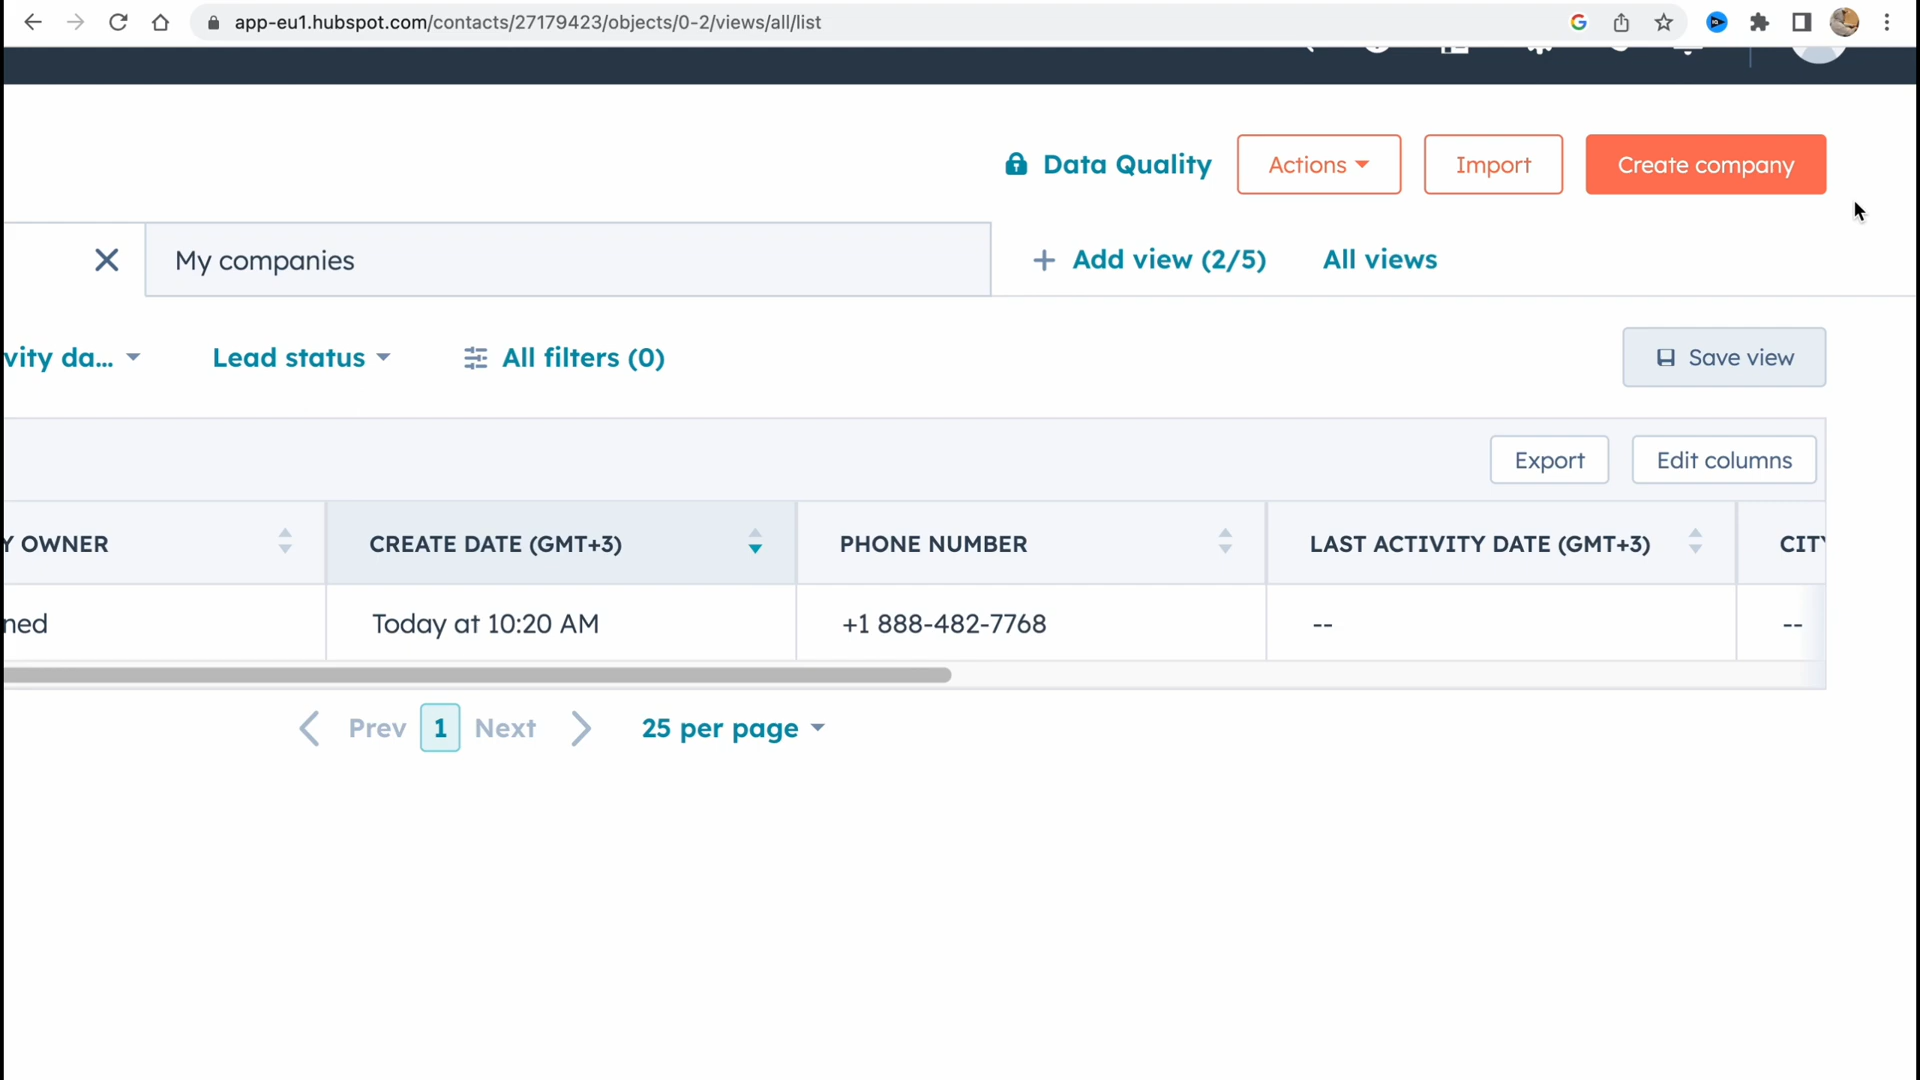 app-eu1.hubspot.com/contacts/27179423/objects/0-2/views/all/list
Data Quality
Actions
Import
Create company
My companies
+ Add view (2/5)
All views
vity da...
Lead status
All filters (0)
Save view
Export
Edit columns
Y OWNER
CREATE DATE (GMT+3)
PHONE NUMBER
LAST ACTIVITY DATE (GMT+3)
CITY
ned
Today at 10:20 AM
+1 888-482-7768
--
--
Prev
1
Next
25 per page